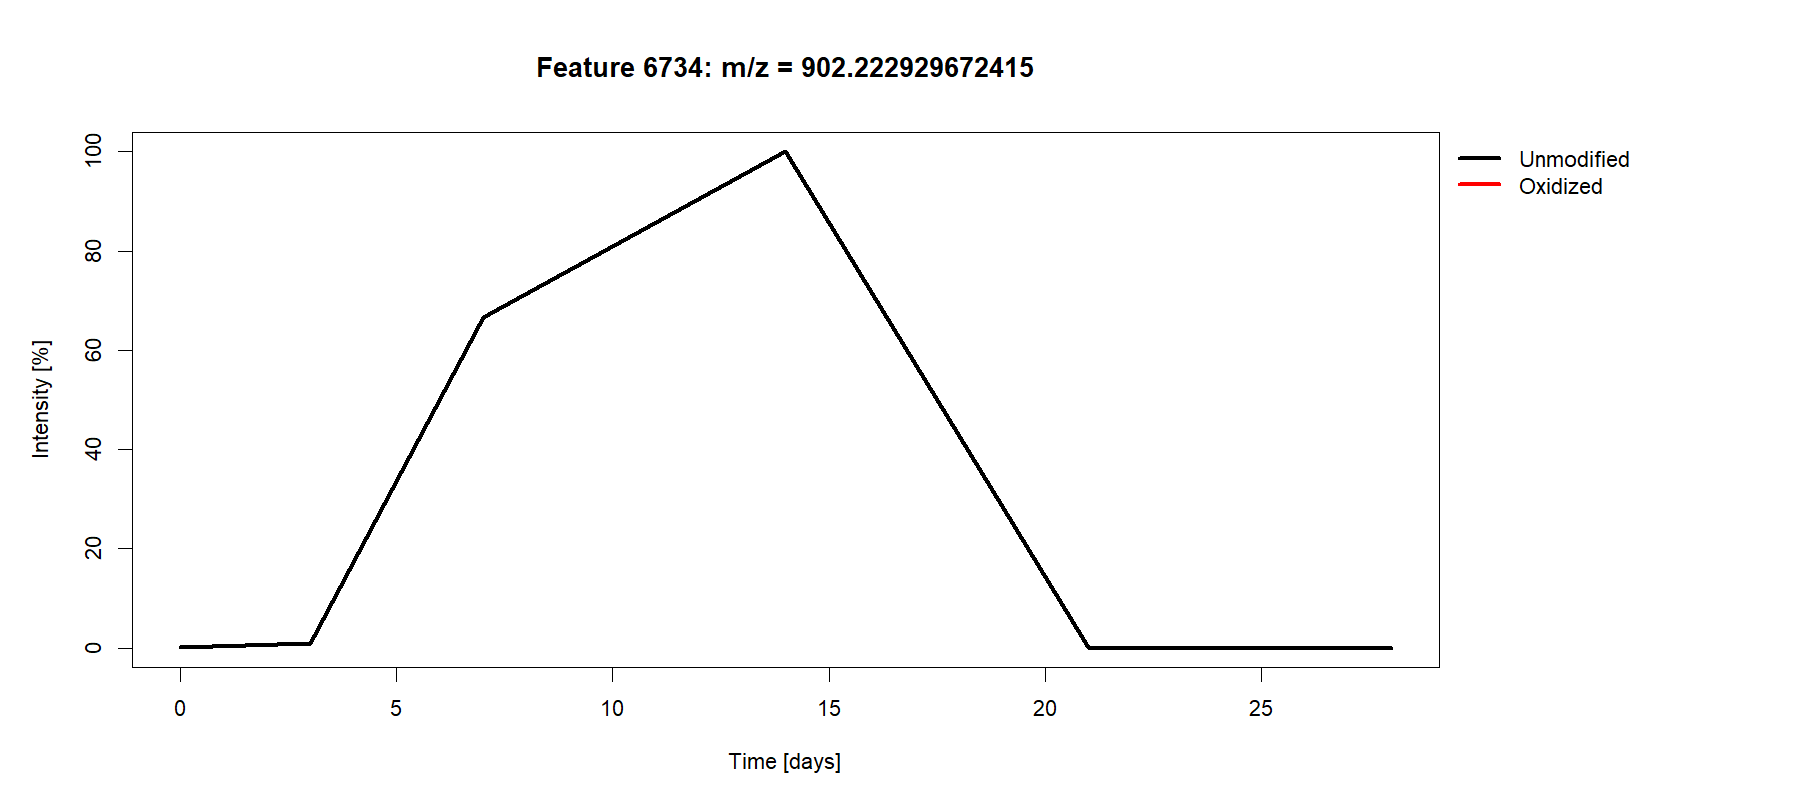 Feature 6734: m/z = 902.222929672415
Unmodified
Oxidized
100
80
60
40
20
0
Intensity [%]
0 5 10 15 20 25
Time [days]